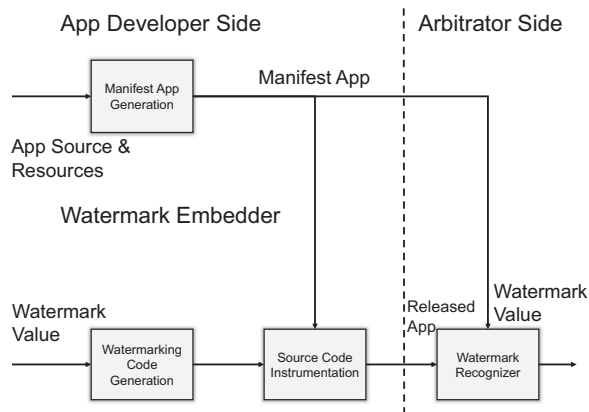 App Developer Side
Arbitrator Side
Manifest App
Generation
Manifest App
App Source &
Resources
Watermark Embedder
Watermark
Value
Watermarking
Code
Generation
Source Code
Instrumentation
Released
App
Watermark
Value
Watermark
Recognizer